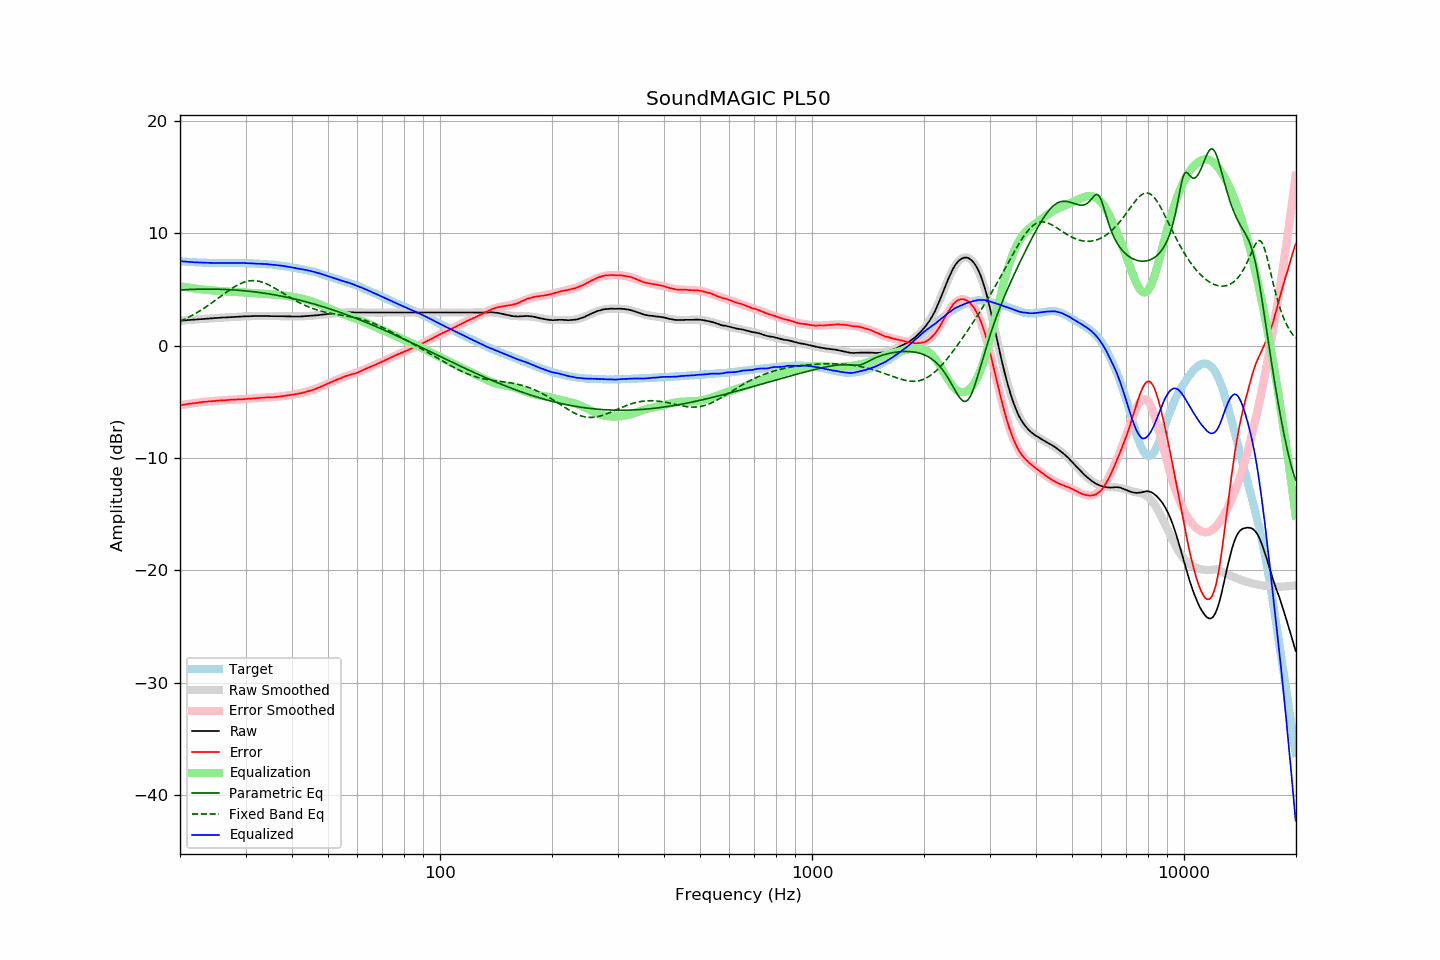 SoundMAGIC PL50
20
10
0
−10
−20
−30
−40
Amplitude (dBr)
Target
Raw Smoothed
Error Smoothed
Raw
Error
Equalization
Parametric Eq
Fixed Band Eq
Equalized
100
1000
10000
Frequency (Hz)